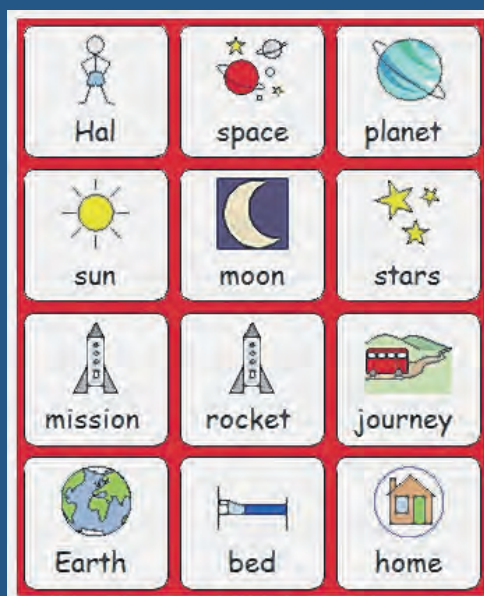 Hal space planet
sun moon stars
mission rocket journey
Earth bed home